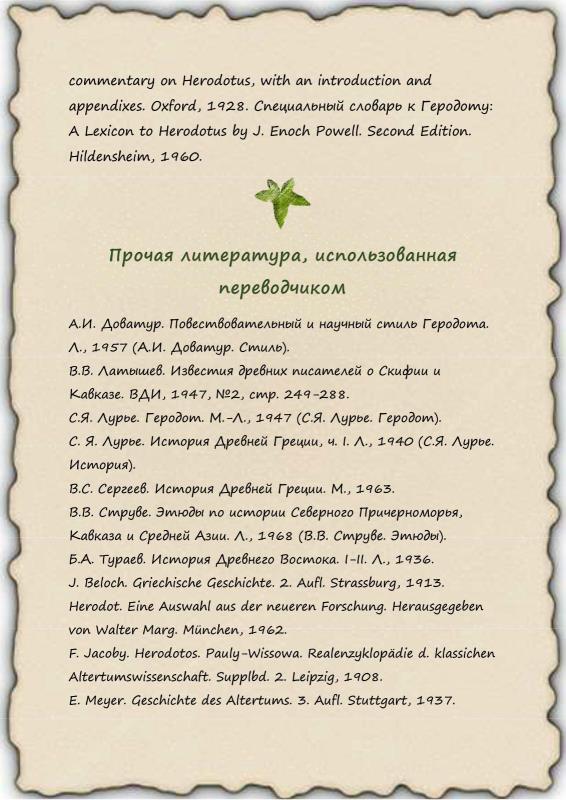 commentary on Herodotus, with an introduction and
appendixes. Oxford, 1928. Специальный словарь к Геродоту:
A Lexicon to Herodotus by J. Enoch Powell. Second Edition.
Hildensheim, 1960.
Прочая литература, использованная
переводчиком
А.И. Доватур. Повествовательный и научный стиль Геродота.
Л., 1957 (А.И. Доватур. Стиль).
В.В. Латышев. Известия древних писателей о Скифии и
Кавказе. ВДИ, 1947, №2, стр. 249-288.
С.Я. Лурье. Геродот. М.-Л., 1947 (С.Я. Лурье. Геродот).
С. Я. Лурье. История Древней Греции, ч. I. Л., 1940 (С.Я. Лурье.
История).
В.С. Сергеев. История Древней Греции. М., 1963.
В.В. Струве. Этюды по истории Северного Причерноморья,
Кавказа и Средней Азии. Л., 1968 (В.В. Струве. Этюды).
Б.А. Тураев. История Древнего Востока. I-II. Л., 1936.
J. Beloch. Griechische Geschichte. 2. Aufl. Strassburg, 1913.
Herodot. Eine Auswahl aus der neueren Forschung. Herausgegeben
von Walter Marg. München, 1962.
F. Jacoby. Herodotos. Pauly-Wissowa. Realenzyklopädie d. klassichen
Altertumswissenschaft. Supplbd. 2. Leipzig, 1908.
E. Meyer. Geschichte des Altertums. 3. Aufl. Stuttgart, 1937.